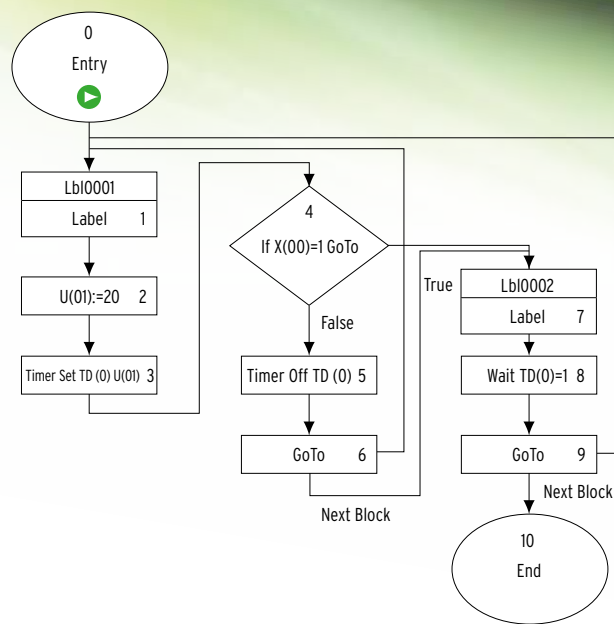 0
Entry
Lbl0001
Label 1
U(01):=20 2
Timer Set TD (0) U(01) 3
4
If X(00)=1 GoTo
True
False
Timer Off TD (0) 5
GoTo 6
Next Block
Lbl0002
Label 7
Wait TD(0)=1 8
GoTo 9
Next Block
10
End